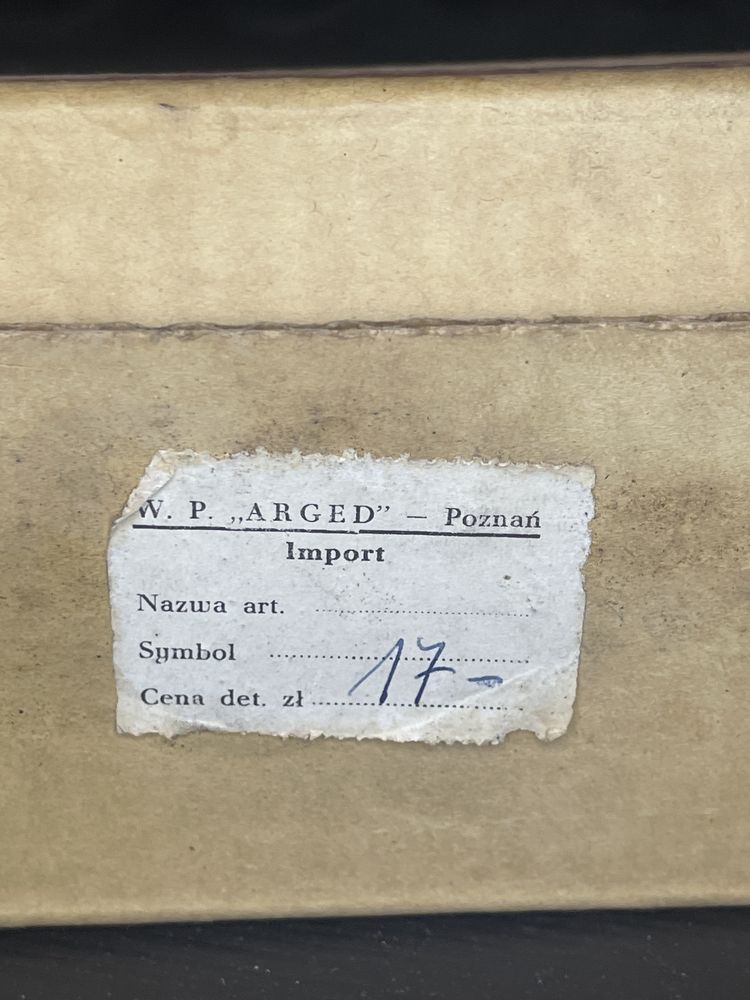 W. P. „ARGED” — Poznań
Import
Nazwa art. ..............................
Symbol ..............................
Cena det. zł .............................. 17 -